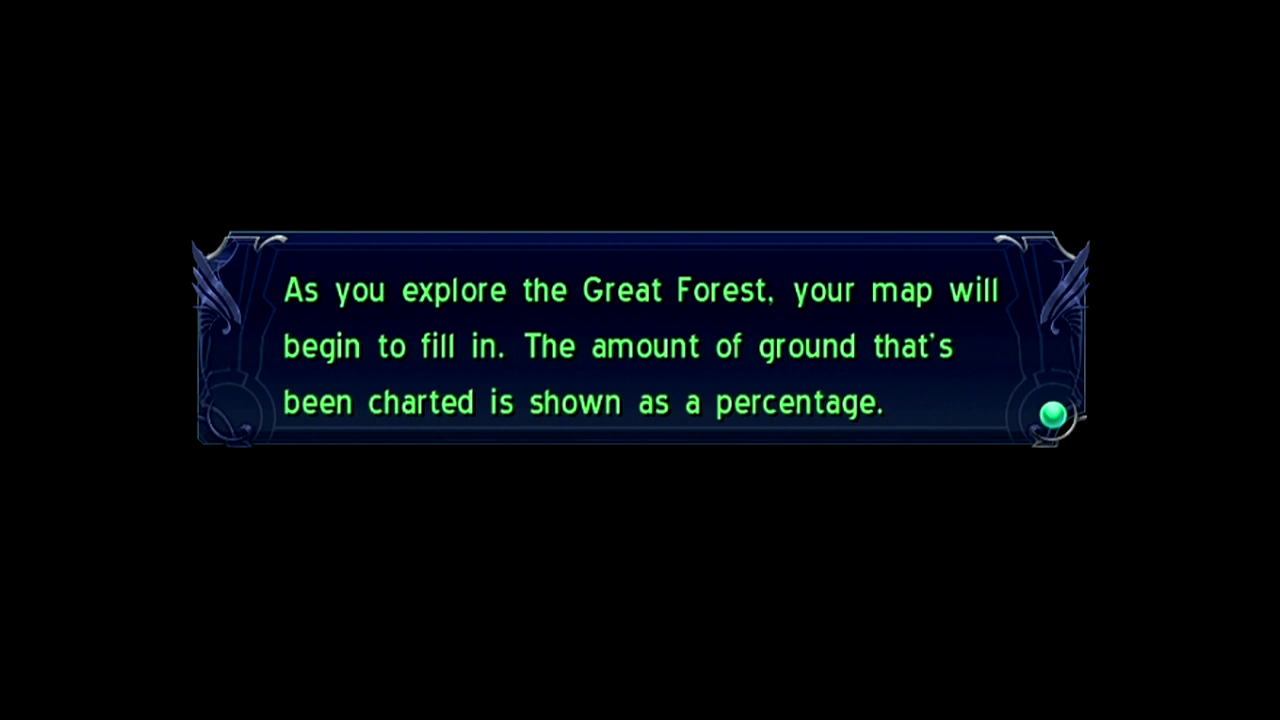 As you explore the Great Forest, your map will
begin to fill in. The amount of ground that's
been charted is shown as a percentage.